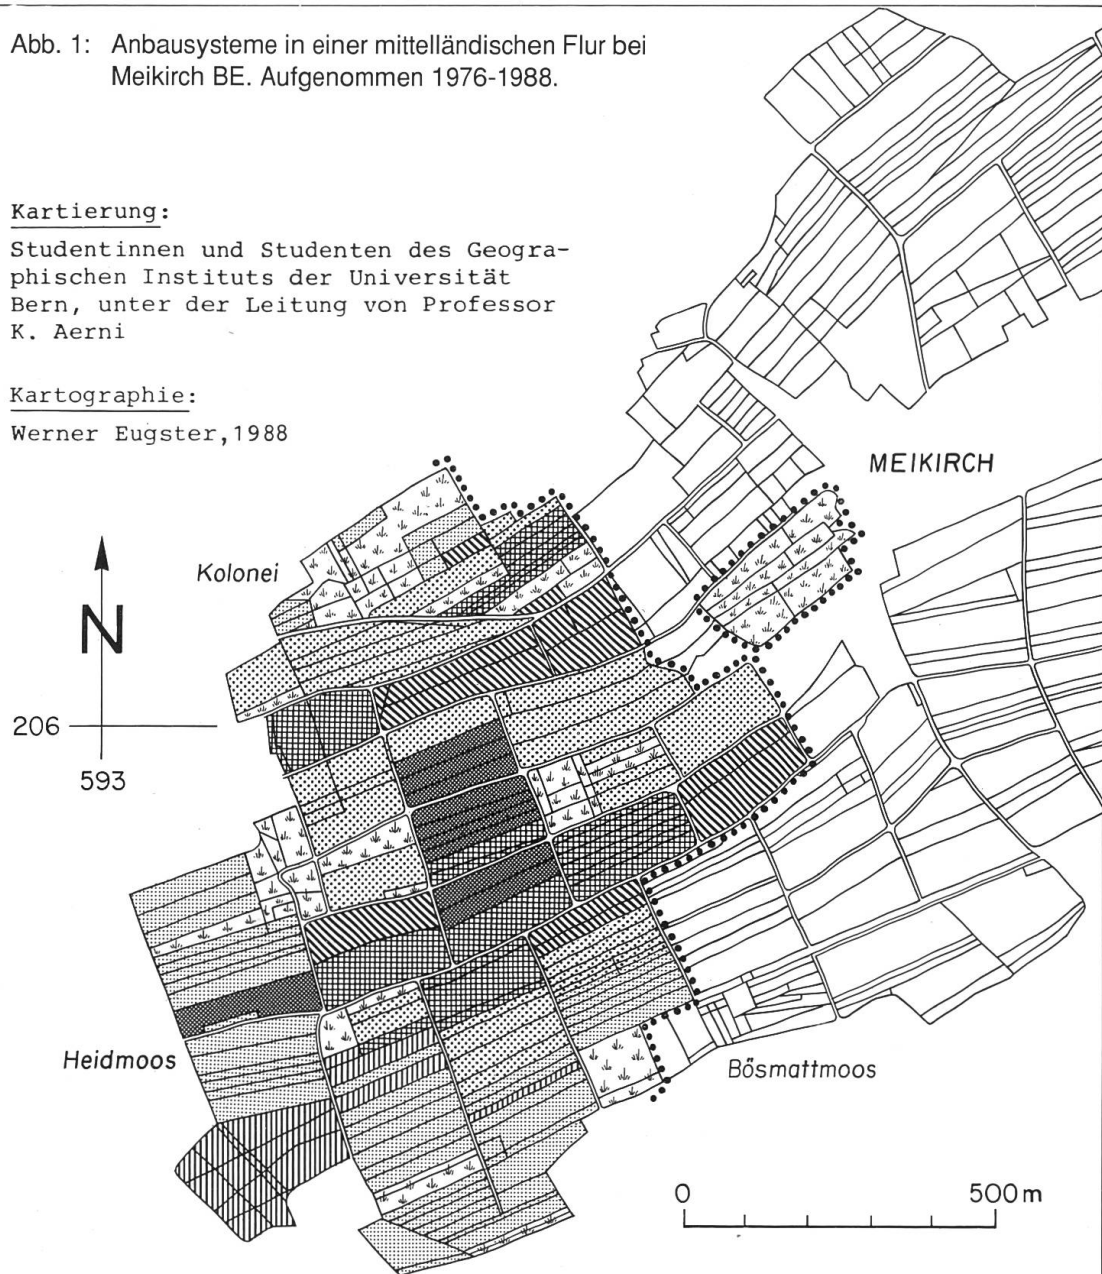 Abb. 1: Anbausysteme in einer mittelländischen Flur bei
Meikirch BE. Aufgenommen 1976-1988.
Kartierung:
Studentinnen und Studenten des Geogra-
phischen Instituts der Universität
Bern, unter der Leitung von Professor
K. Aerni
Kartographie:
Werner Eugster,1988
MEIKIRCH
Kolonei
N
206
593
Heidmoos
Bösmattmoos
0 500m